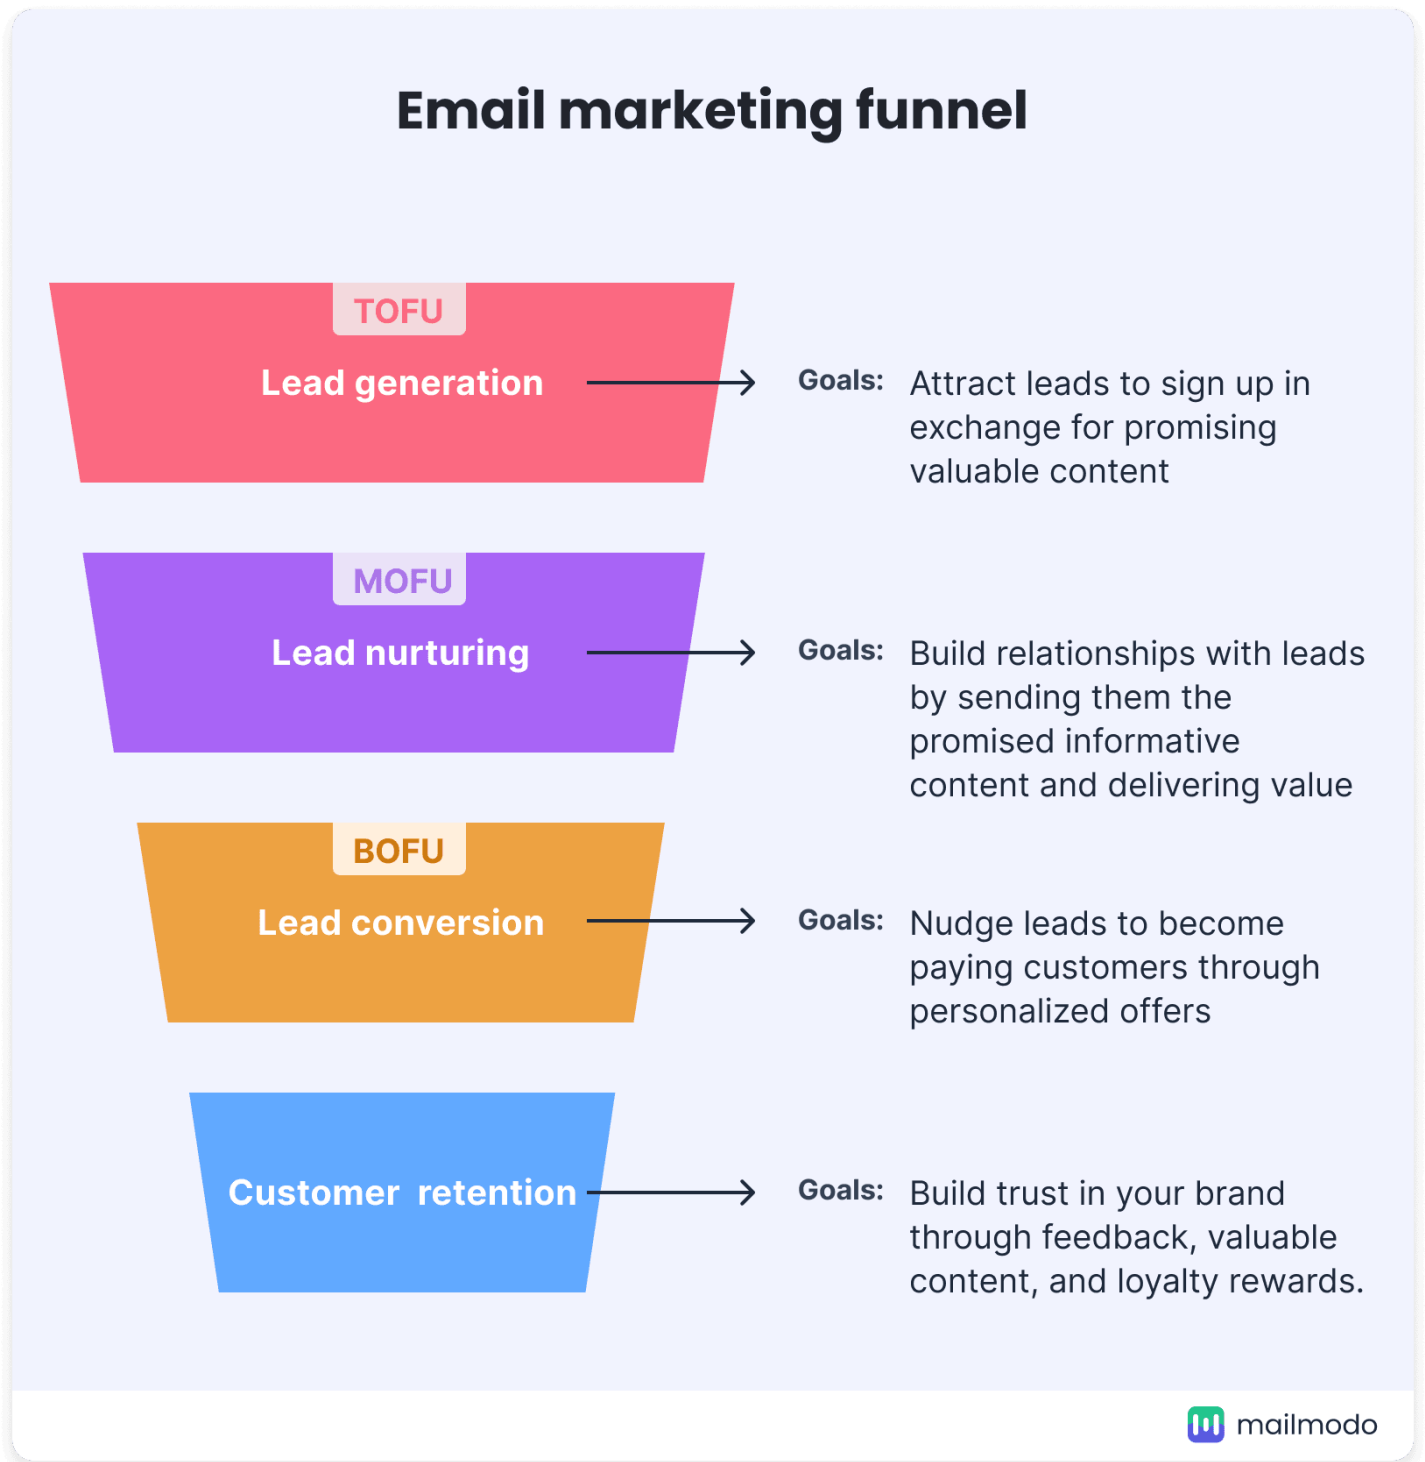 Email marketing funnel
TOFU
Lead generation
Goals:
Attract leads to sign up in
exchange for promising
valuable content
MOFU
Lead nurturing
Goals:
Build relationships with leads
by sending them the
promised informative
content and delivering value
BOFU
Lead conversion
Goals:
Nudge leads to become
paying customers through
personalized offers
Customer retention
Goals:
Build trust in your brand
through feedback, valuable
content, and loyalty rewards.
mailmodo